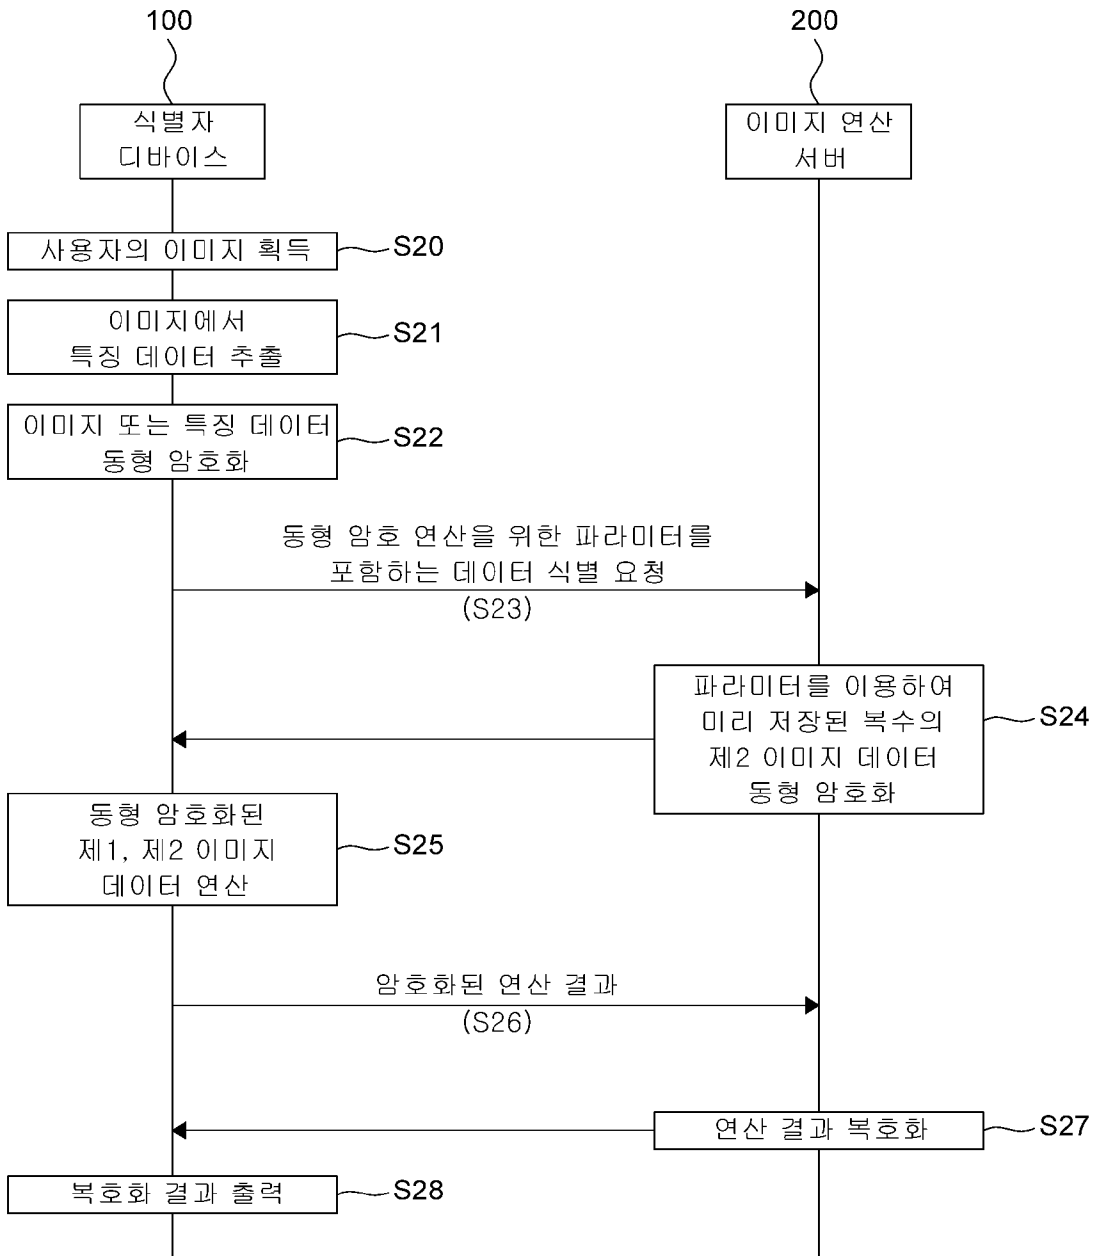 100
200
식별자
디바이스
이미지 연산
서버
사용자의 이미지 획득
S20
이미지에서
특징 데이터 추출
S21
이미지 또는 특징 데이터
동형 암호화
S22
동형 암호 연산을 위한 파라미터를
포함하는 데이터 식별 요청
(S23)
파라미터를 이용하여
미리 저장된 복수의
제2 이미지 데이터
동형 암호화
S24
동형 암호화된
제1, 제2 이미지
데이터 연산
S25
암호화된 연산 결과
(S26)
연산 결과 복호화
S27
복호화 결과 출력
S28